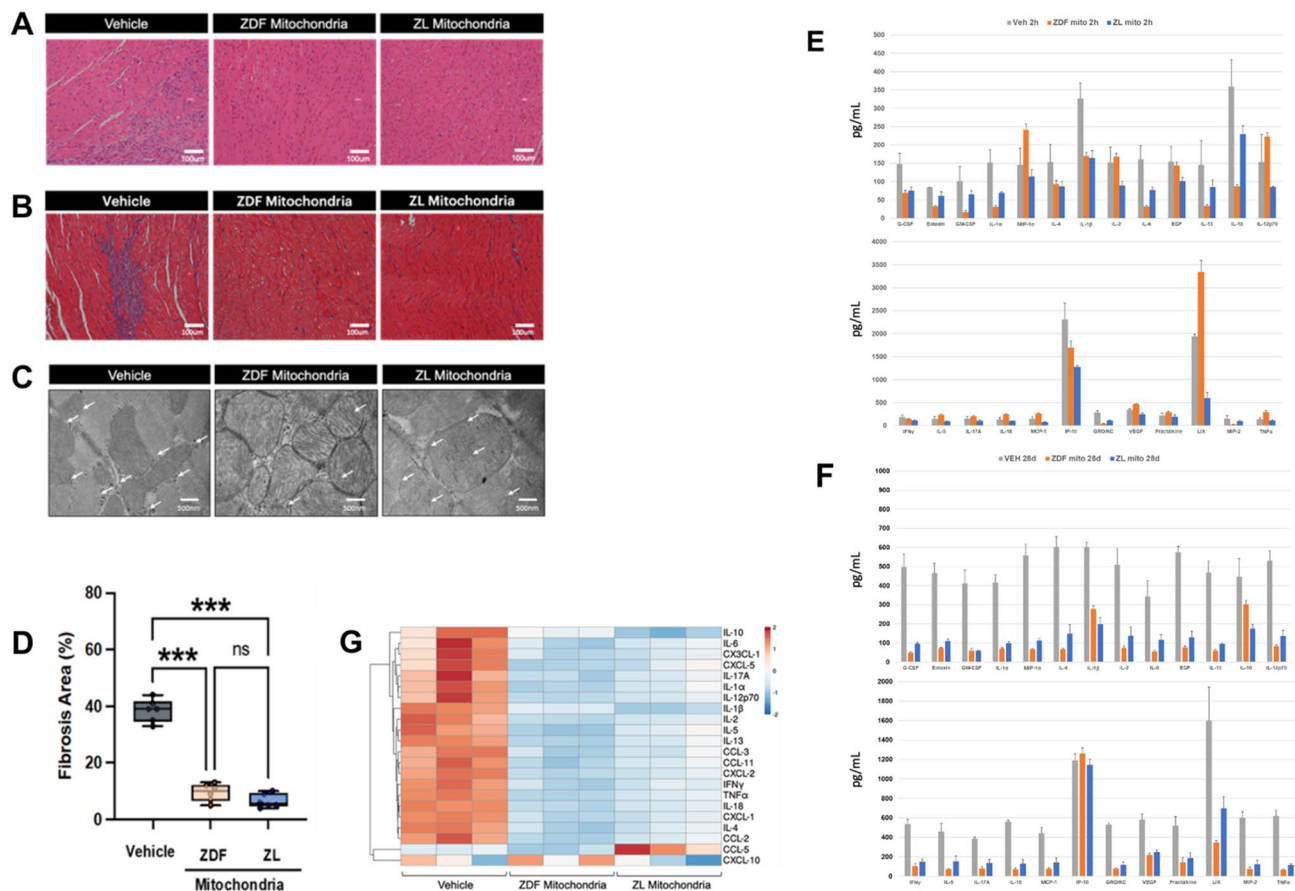 A
Vehicle
ZDF Mitochondria
ZL Mitochondria
100um
100um
100um
B
Vehicle
ZDF Mitochondria
ZL Mitochondria
100um
100um
100um
C
Vehicle
ZDF Mitochondria
ZL Mitochondria
500nm
500nm
500nm
D
Fibrosis Area (%)
80
60
40
20
0
***
***
ns
Vehicle
ZDF
ZL
Mitochondria
E
Veh 2h ZDF mito 2h ZL mito 2h
pg/mL
500
450
400
350
300
250
200
150
100
50
0
G-CSF Eotaxin GM-CSF IL-1α MIP-1α IL-4 IL-1β IL-2 IL-6 EGF IL-13 IL-10 IL-12p70
pg/mL
4000
3500
3000
2500
2000
1500
1000
500
0
IFNγ IL-5 IL-17A IL-18 MCP-1 IP-10 GRO/KC VEGF Fractalkine LIX MIP-2 TNFα
F
VEH 28d ZDF mito 28d ZL mito 28d
pg/mL
1000
900
800
700
600
500
400
300
200
100
0
G-CSF Eotaxin GM-CSF IL-1α MIP-1α IL-4 IL-1β IL-2 IL-6 EGF IL-13 IL-10 IL-12p70
pg/mL
2000
1800
1600
1400
1200
1000
800
600
400
200
0
IFNγ IL-5 IL-17A IL-18 MCP-1 IP-10 GRO/KC VEGF Fractalkine LIX MIP-2 TNFα
G
IL-10
IL-6
CX3CL-1
CXCL-5
IL-17A
IL-1α
IL-12p70
IL-1β
IL-2
IL-5
IL-13
CCL-3
CCL-11
CXCL-2
IFNγ
TNFα
IL-18
CXCL-1
IL-4
CCL-2
CCL-5
CXCL-10
2
1
0
-1
-2
Vehicle
ZDF Mitochondria
ZL Mitochondria